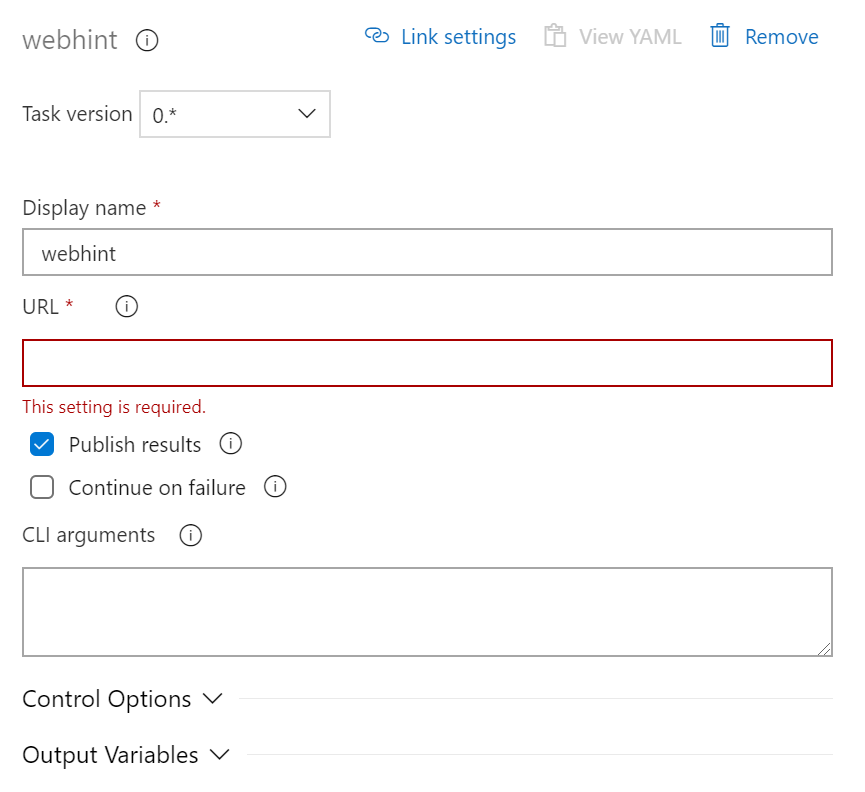 webhint Link settings View YAML Remove
Task version 0.*
Display name *
webhint
URL *
This setting is required.
Publish results
Continue on failure
CLI arguments
Control Options
Output Variables